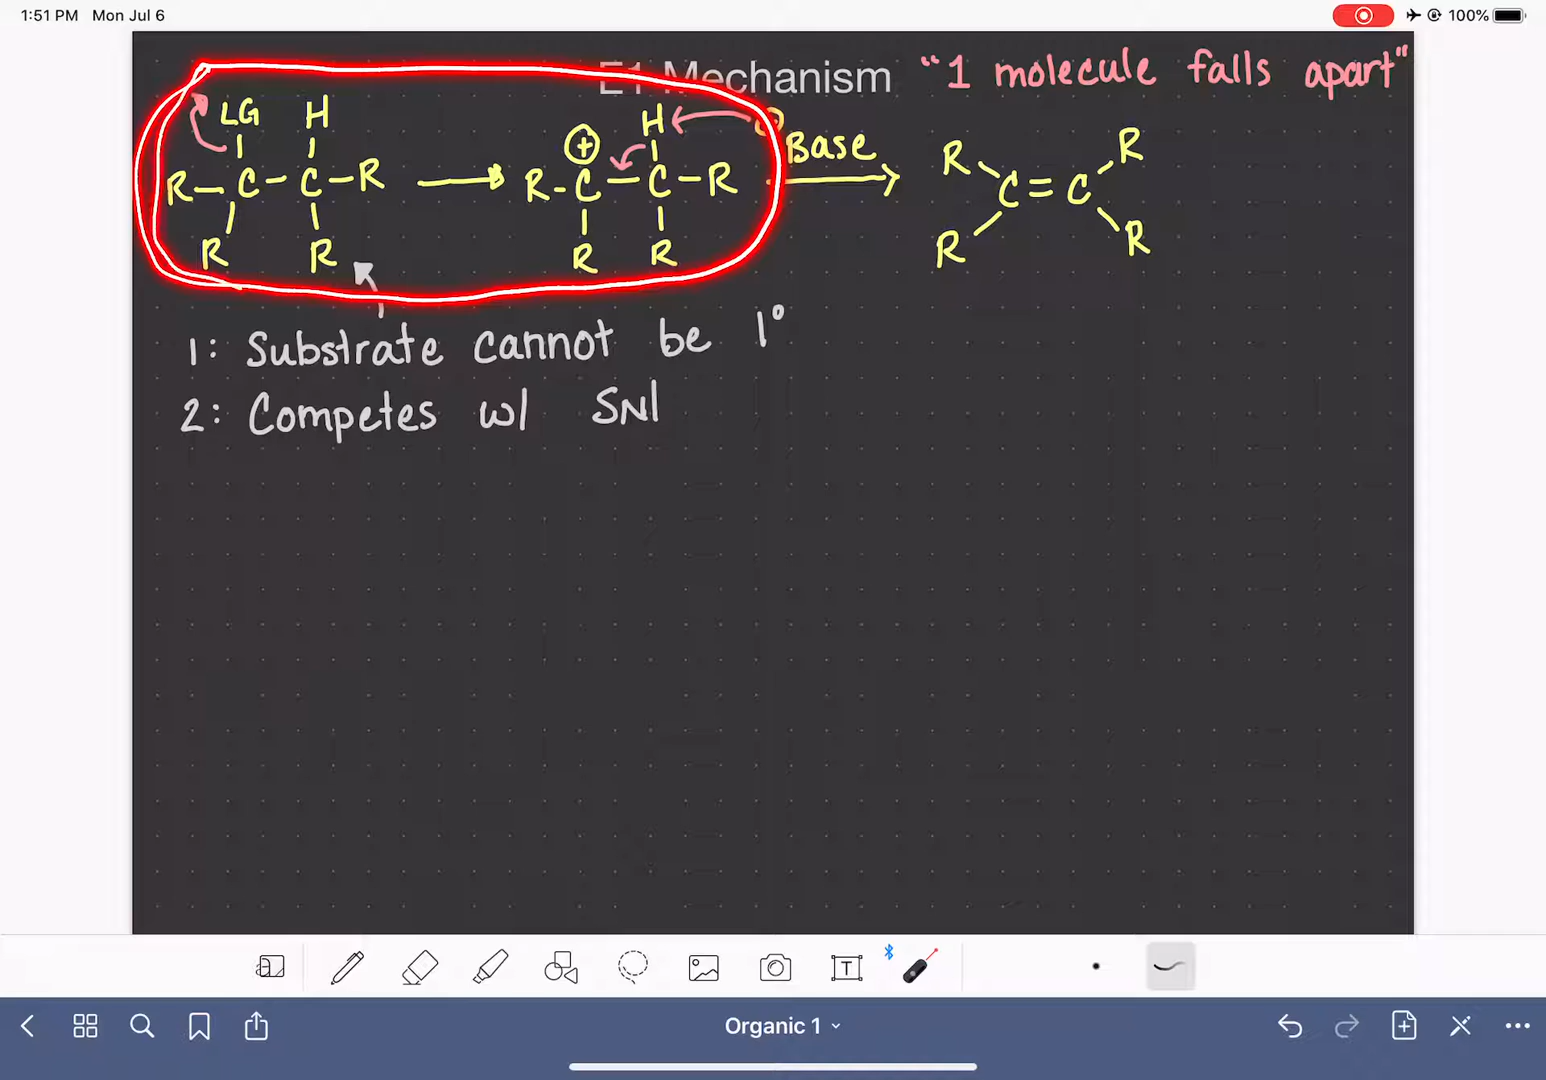 1:51 PM Mon Jul 6
100%
E1 Mechanism "1 molecule falls apart"
LG H
R-C-C-R
R R
⊕ H
R-C-C-R
R R
Base
R R
C=C
R R
1: Substrate cannot be 1°
2: Competes w/ SN1
T
Organic 1